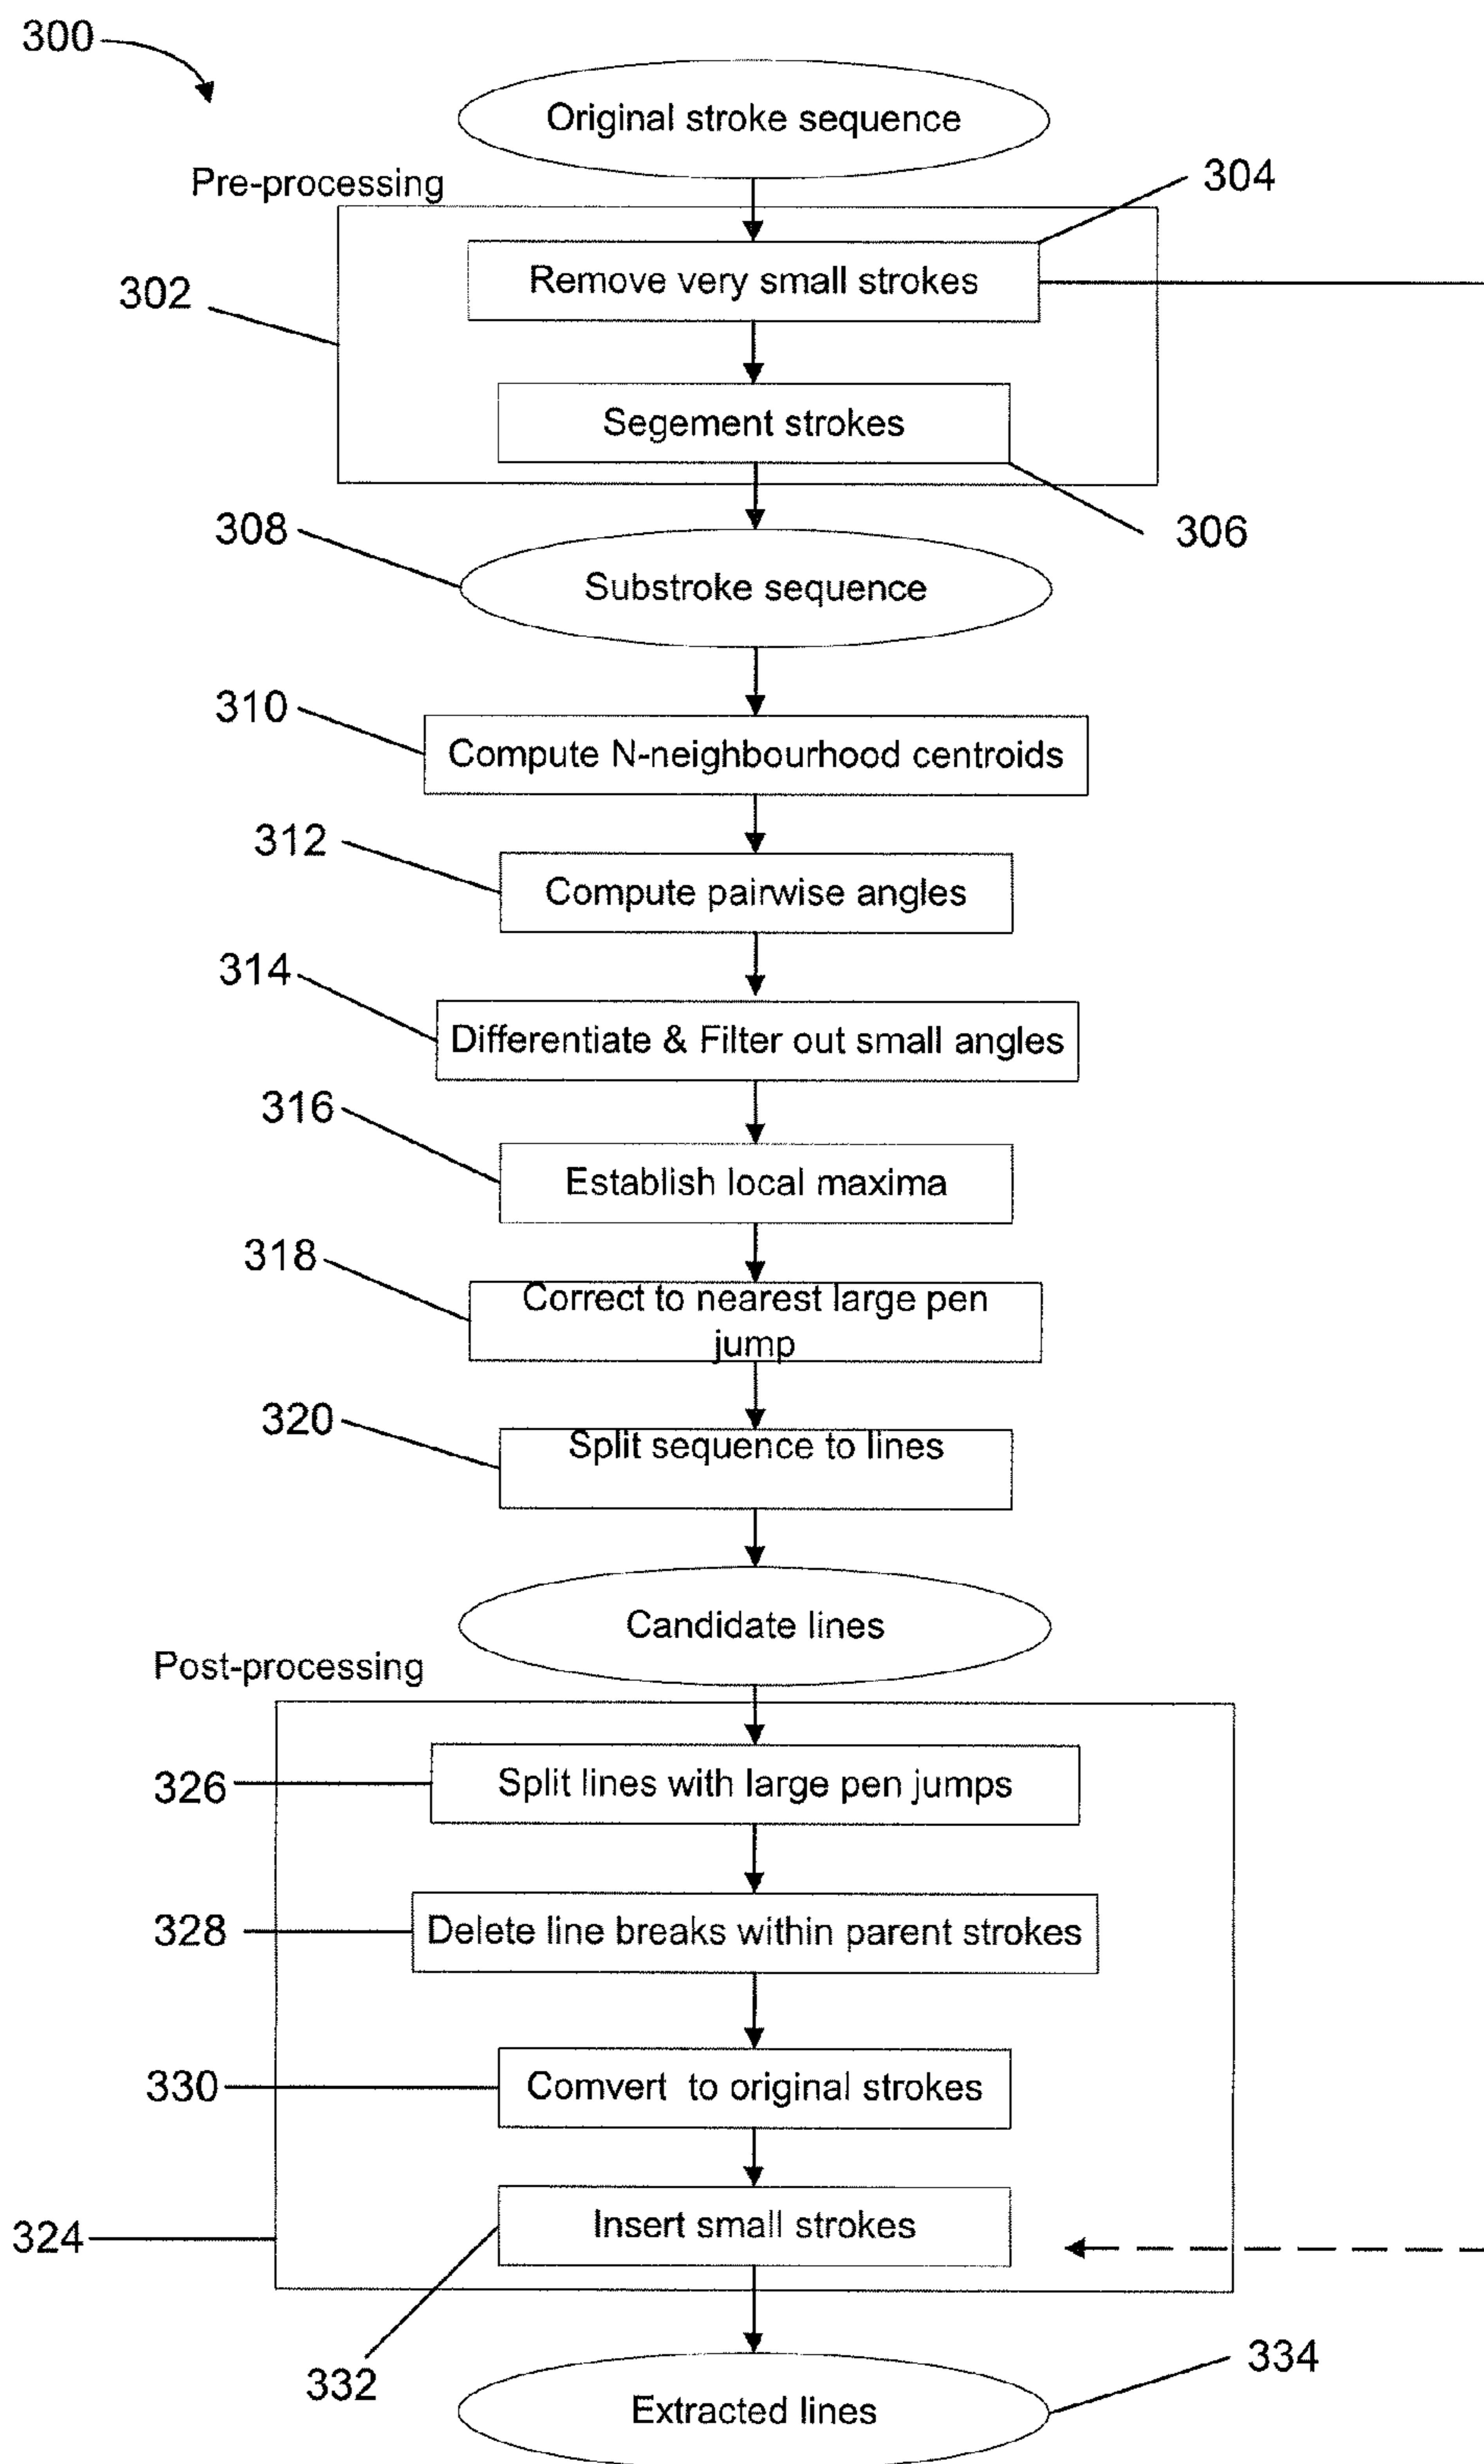 300
Original stroke sequence
Pre-processing
304
Remove very small strokes
302
Segement strokes
306
308
Substroke sequence
310
Compute N-neighbourhood centroids
312
Compute pairwise angles
314
Differentiate & Filter out small angles
316
Establish local maxima
318
Correct to nearest large pen
jump
320
Split sequence to lines
Candidate lines
Post-processing
326
Split lines with large pen jumps
328
Delete line breaks within parent strokes
330
Comvert to original strokes
Insert small strokes
324
332
334
Extracted lines